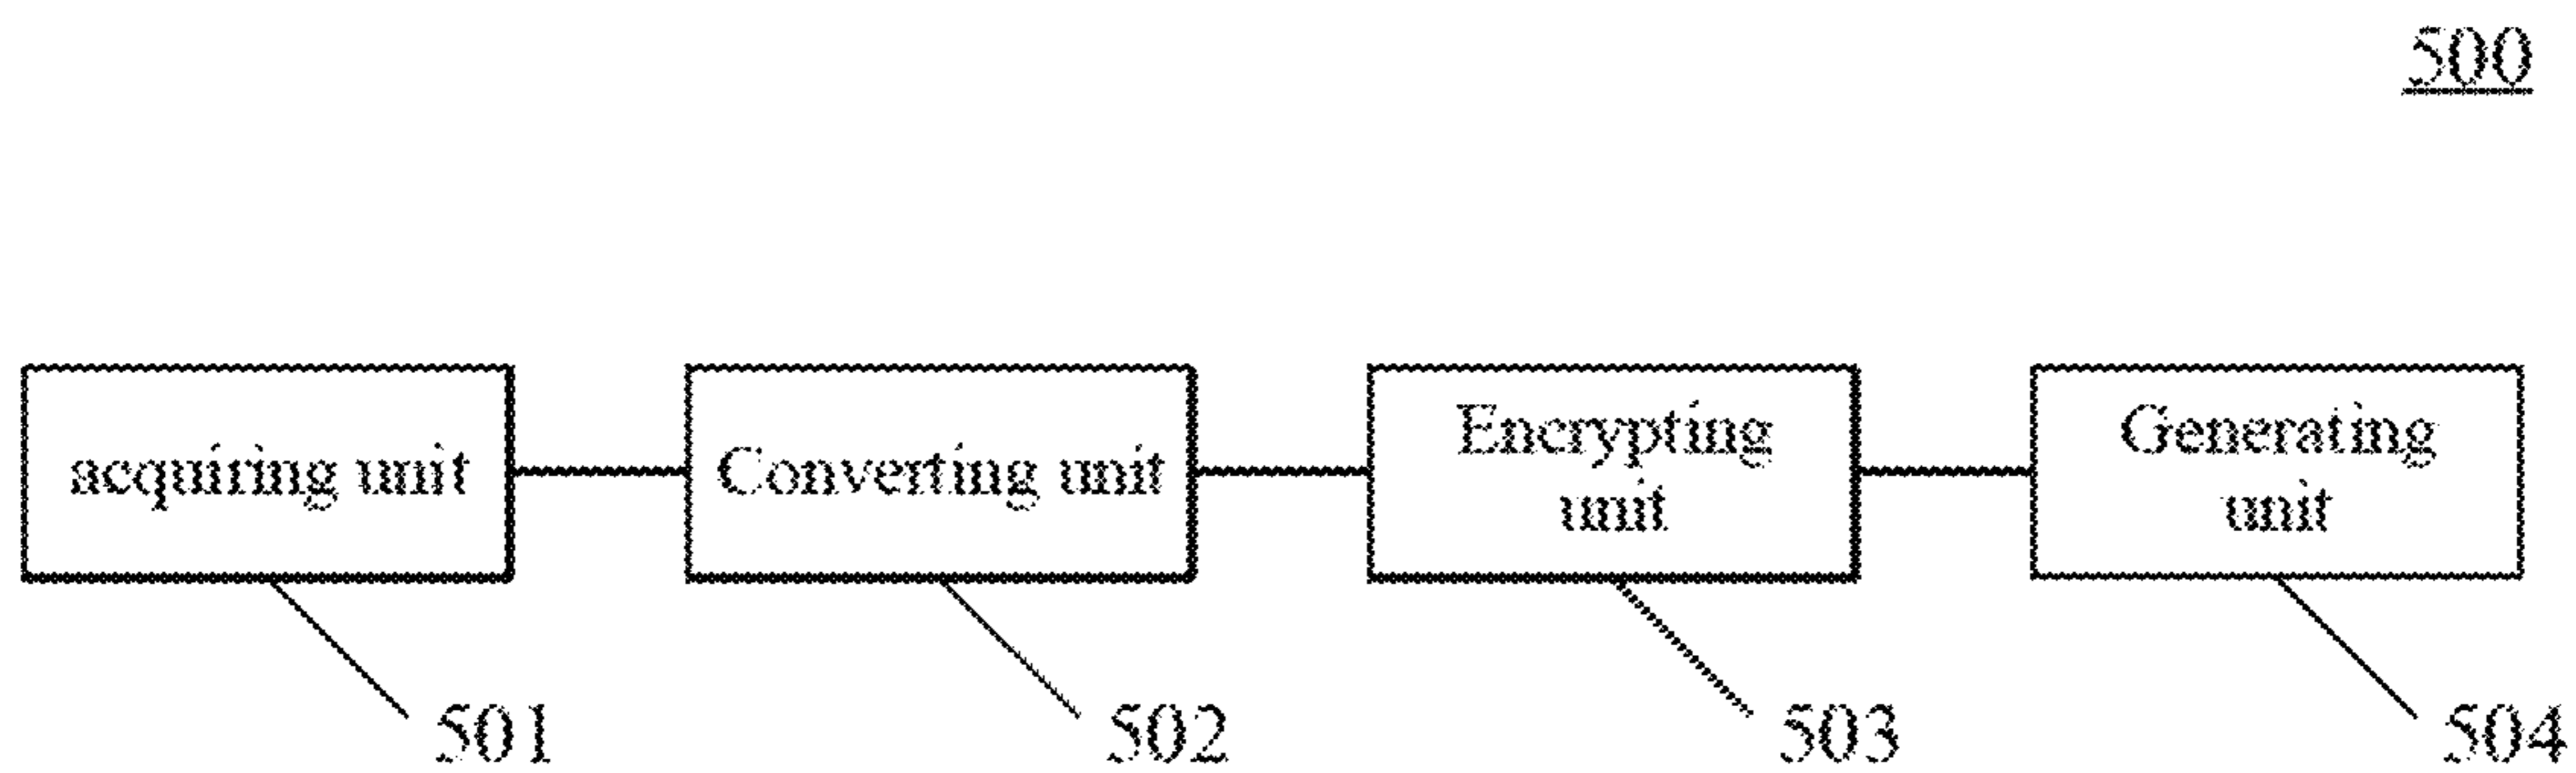 500
acquiring unit
Converting unit
Encrypting
unit
Generating
unit
501
502
503
504